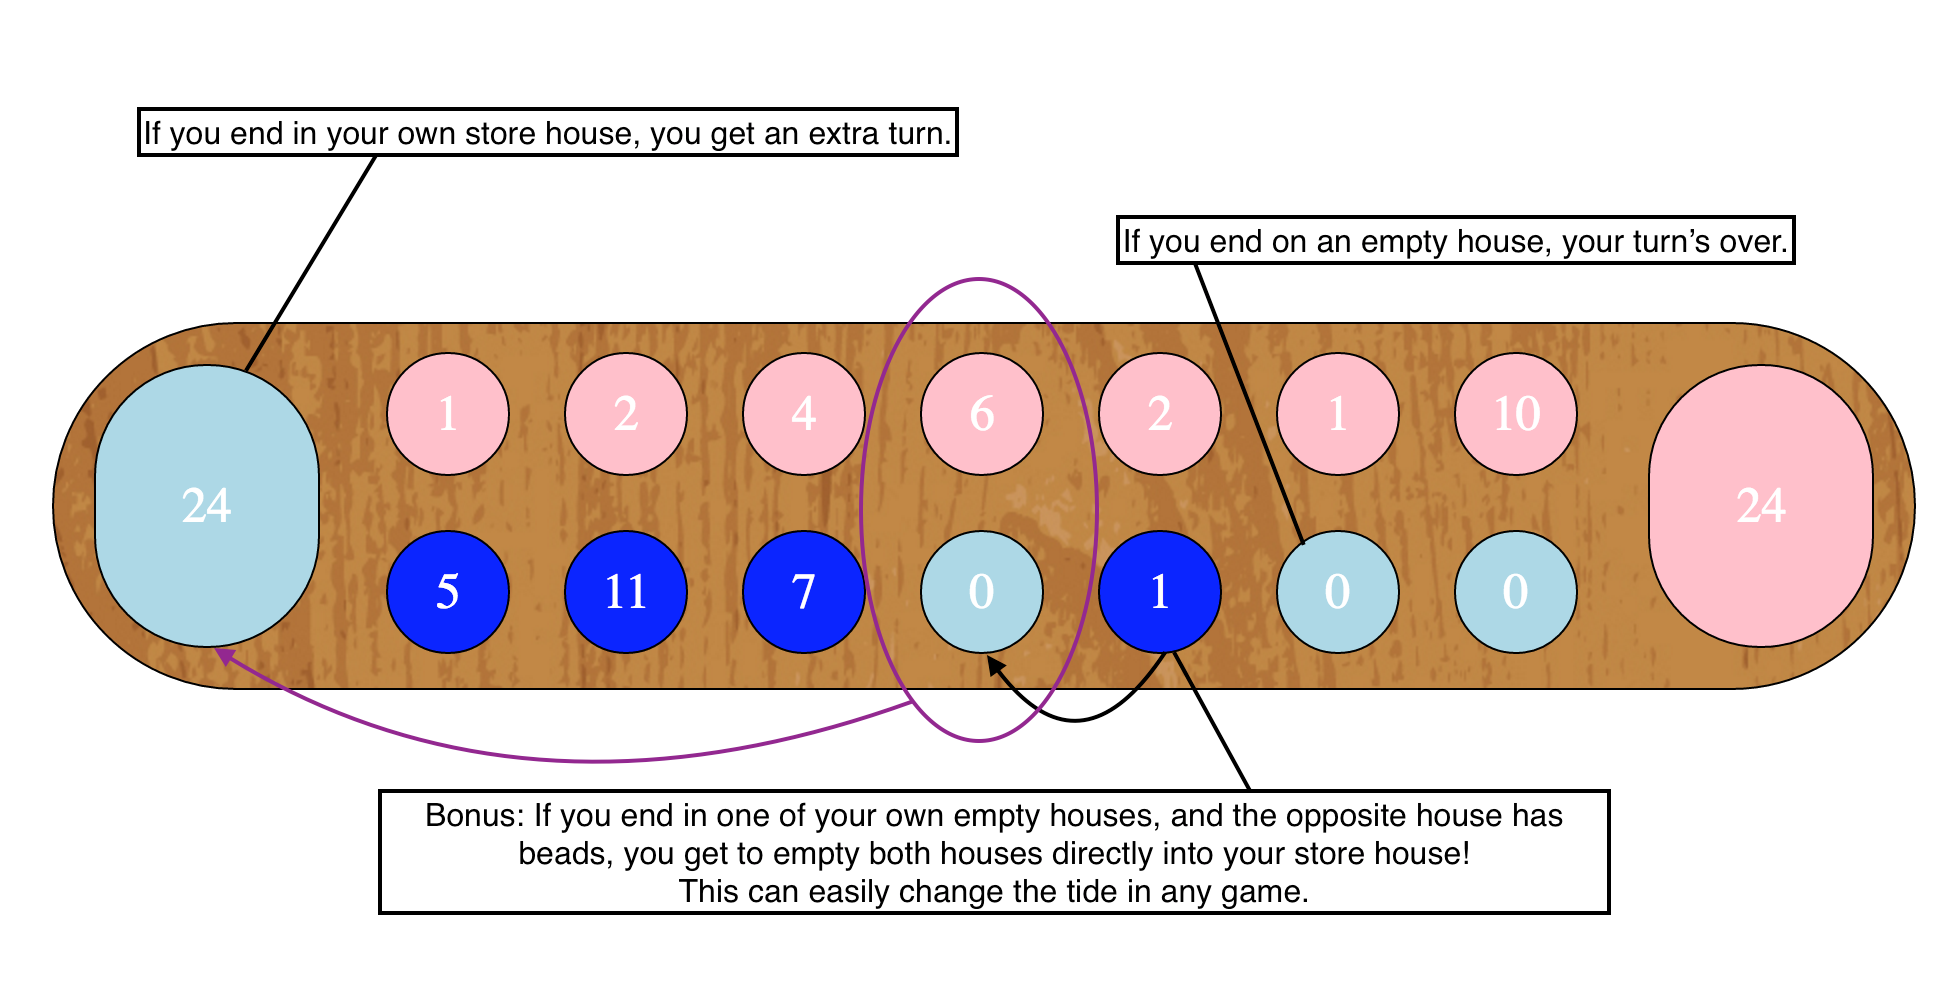 If you end in your own store house, you get an extra turn.
If you end on an empty house, your turn’s over.
1 2 4 6 2 1 10
24 24
5 11 7 0 1 0 0
Bonus: If you end in one of your own empty houses, and the opposite house has
beads, you get to empty both houses directly into your store house!
This can easily change the tide in any game.